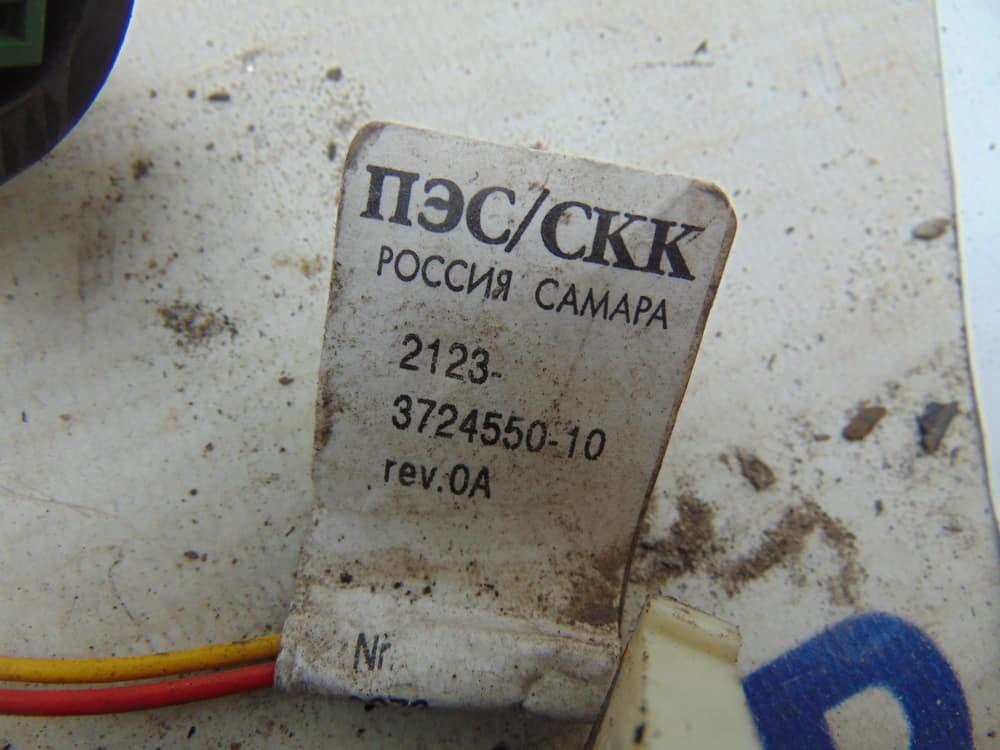 ПЭС/СКК
РОССИЯ САМАРА
2123-
3724550-10
rev.0A
Nr.